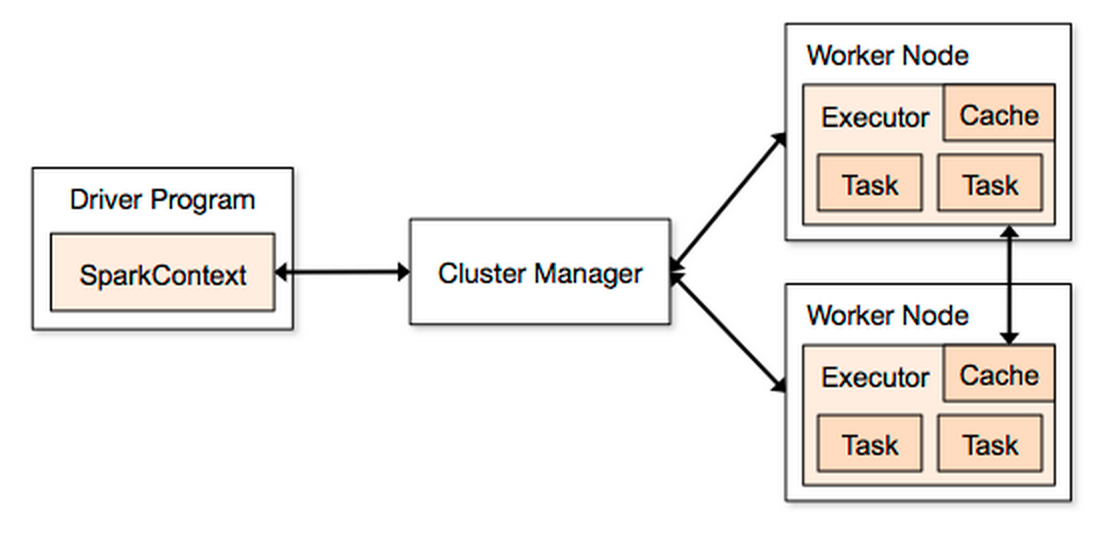 Driver Program
SparkContext
Cluster Manager
Worker Node
Executor
Cache
Task
Task
Worker Node
Executor
Cache
Task
Task